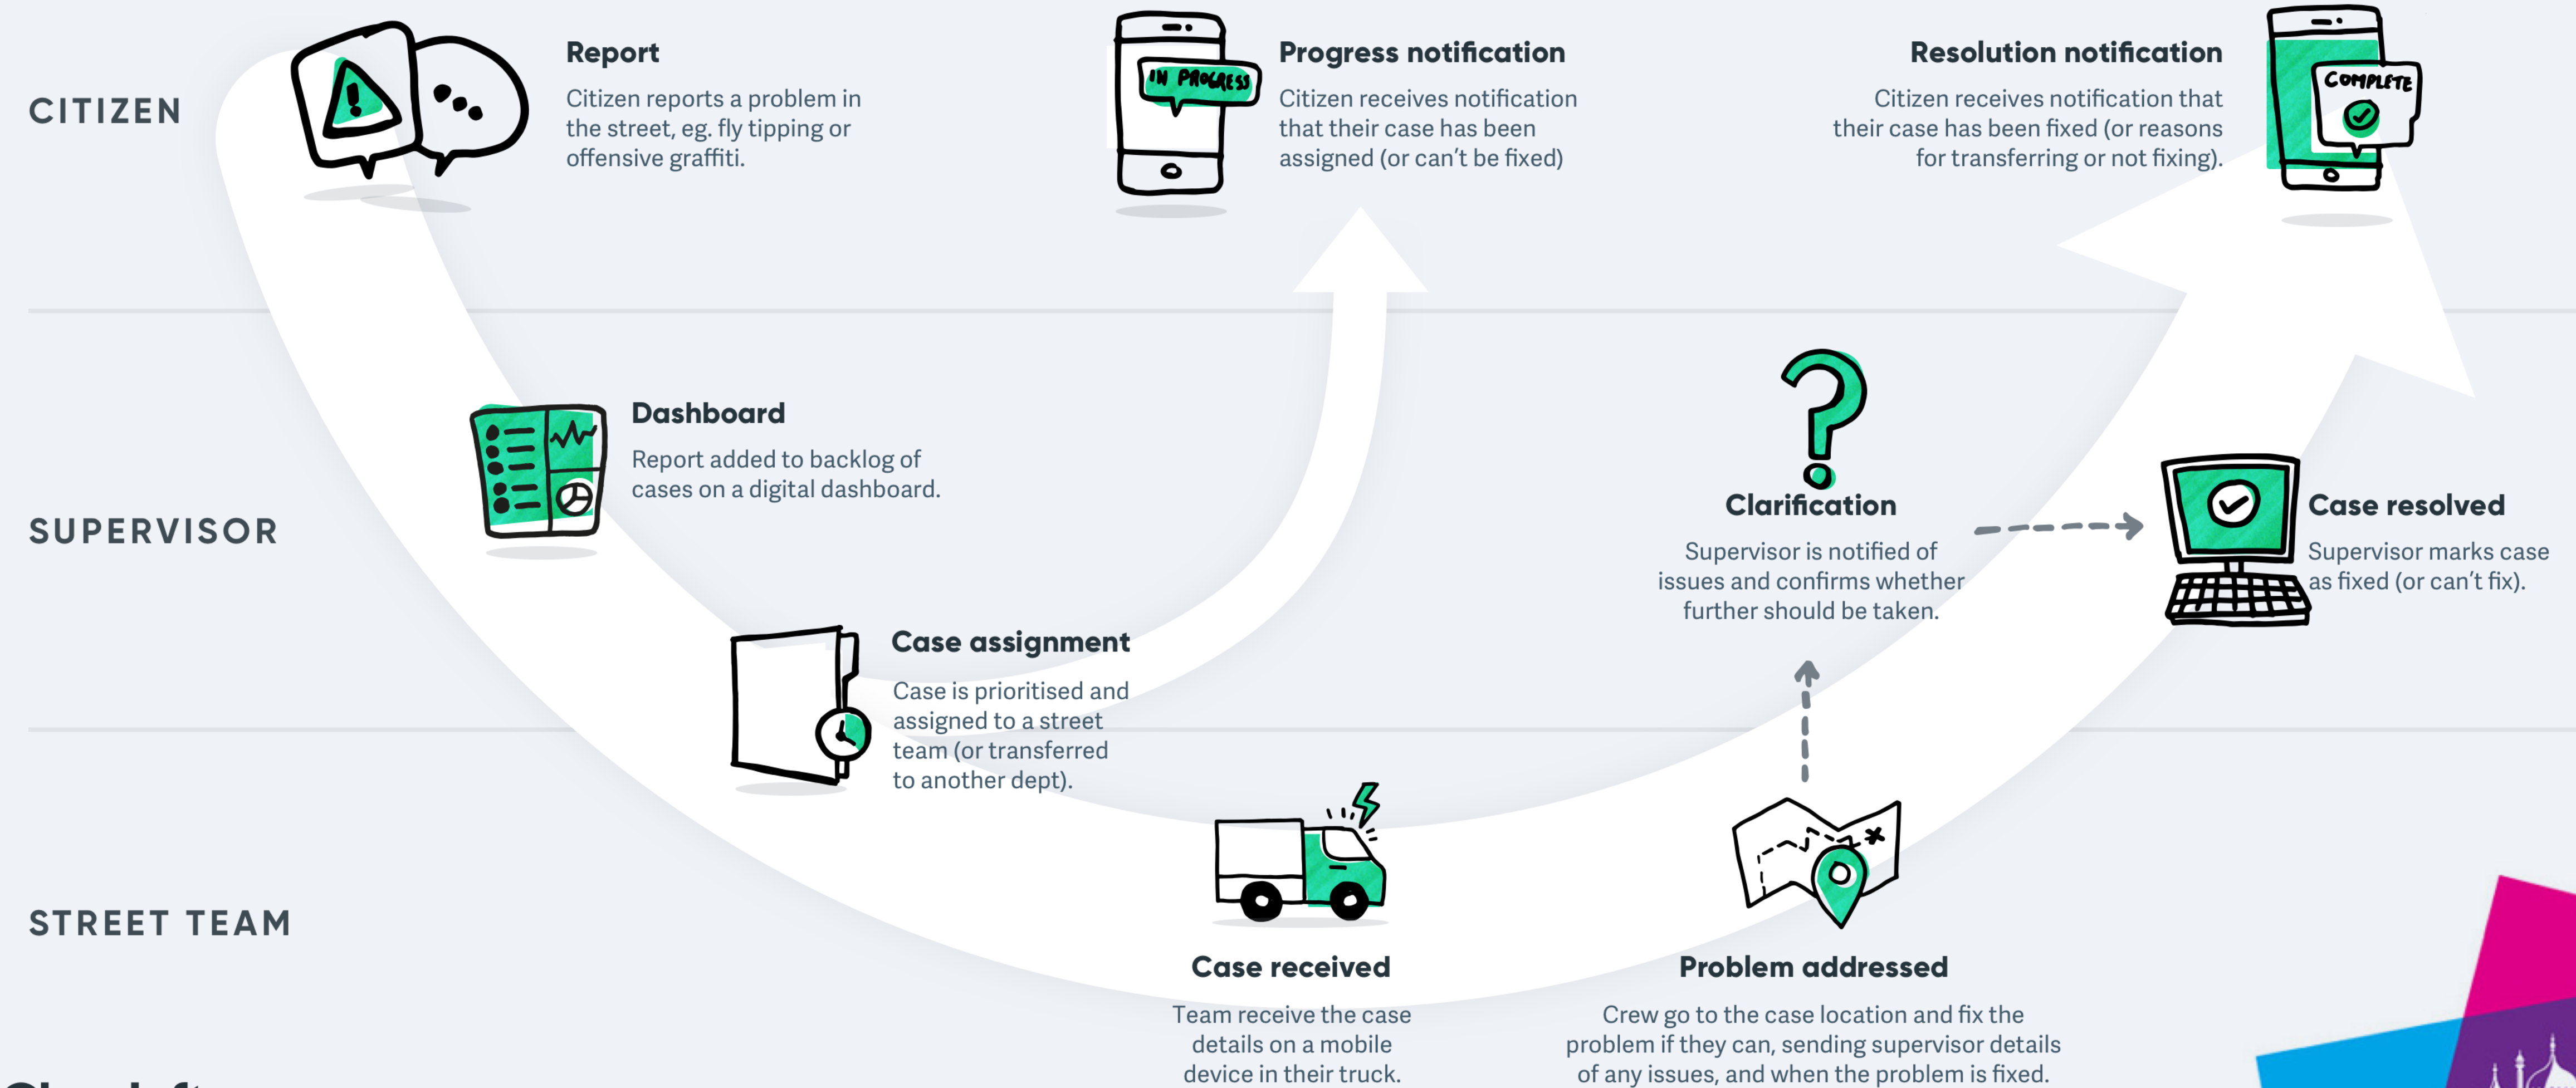 CITIZEN
Report
Citizen reports a problem in
the street, eg. fly tipping or
offensive graffiti.
IN PROGRESS
Progress notification
Citizen receives notification
that their case has been
assigned (or can't be fixed)
Resolution notification
Citizen receives notification that
their case has been fixed (or reasons
for transferring or not fixing).
COMPLETE
SUPERVISOR
Dashboard
Report added to backlog of
cases on a digital dashboard.
Case assignment
Case is prioritised and
assigned to a street
team (or transferred
to another dept).
Clarification
Supervisor is notified of
issues and confirms whether
further should be taken.
Case resolved
Supervisor marks case
as fixed (or can't fix).
STREET TEAM
Case received
Team receive the case
details on a mobile
device in their truck.
Problem addressed
Crew go to the case location and fix the
problem if they can, sending supervisor details
of any issues, and when the problem is fixed.